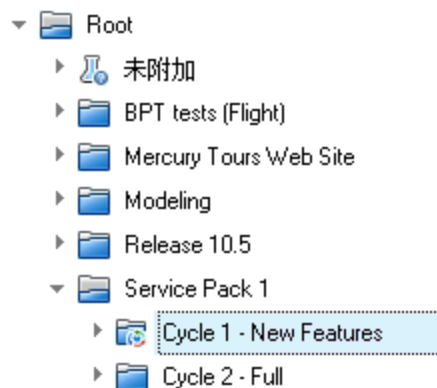 Root
未附加
BPT tests (Flight)
Mercury Tours Web Site
Modeling
Release 10.5
Service Pack 1
Cycle 1 - New Features
Cycle 2 - Full